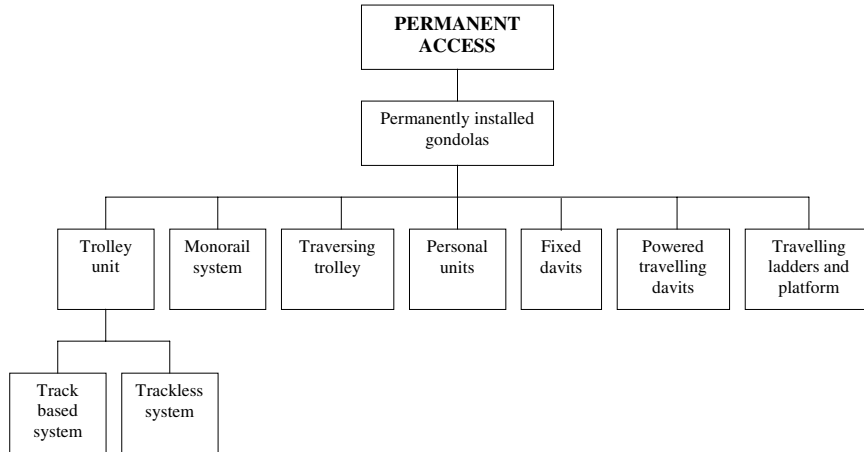 PERMANENT
ACCESS
Permanently installed
gondolas
Trolley
unit
Monorail
system
Traversing
trolley
Personal
units
Fixed
davits
Powered
travelling
davits
Travelling
ladders and
platform
Track
based
system
Trackless
system